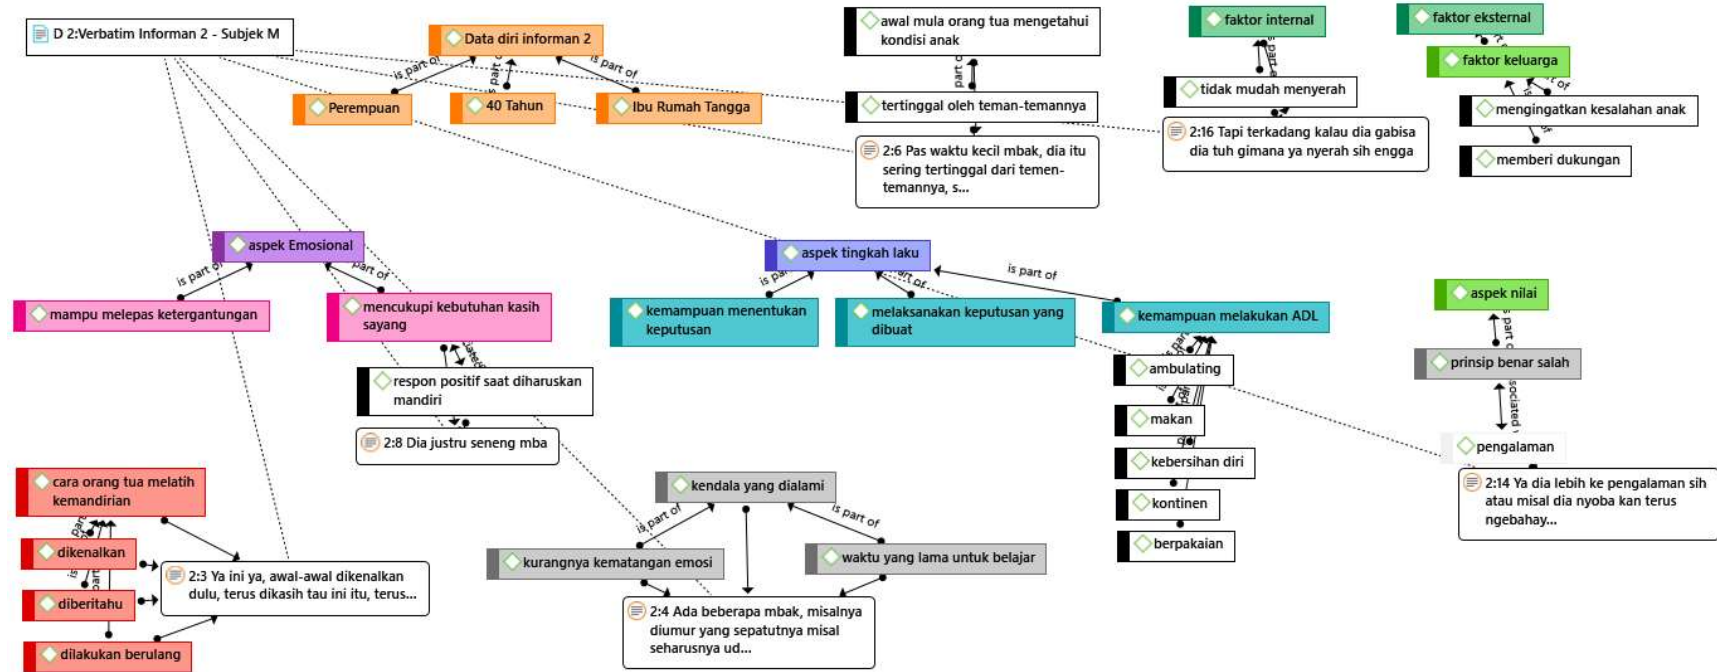 D 2:Verbatim Informan 2 - Subjek M
Data diri informan 2
is part of
is part of
Perempuan
40 Tahun
Ibu Rumah Tangga
awal mula orang tua mengetahui
kondisi anak
tertinggal oleh teman-temannya
2:6 Pas waktu kecil mbak, dia itu
sering tertinggal dari temen-
temannya, s...
faktor internal
tidak mudah menyerah
2:16 Tapi terkadang kalau dia gabisa
dia tuh gimana ya nyerah sih engga
faktor eksternal
faktor keluarga
mengingatkan kesalahan anak
memberi dukungan
aspek Emosional
is part of
part of
mampu melepas ketergantungan
mencukupi kebutuhan kasih
sayang
respon positif saat diharuskan
mandiri
2:8 Dia justru seneng mba
aspek tingkah laku
is part of
kemampuan menentukan
keputusan
melaksanakan keputusan yang
dibuat
kemampuan melakukan ADL
ambulating
makan
kebersihan diri
kontinen
berpakaian
aspek nilai
prinsip benar salah
pengalaman
2:14 Ya dia lebih ke pengalaman sih
atau misal dia nyoba kan terus
ngebahay...
cara orang tua melatih
kemandirian
dikenalkan
diberitahu
dilakukan berulang
2:3 Ya ini ya, awal-awal dikenalkan
dulu, terus dikasih tau ini itu, terus...
kendala yang dialami
is part of
is part of
kurangnya kematangan emosi
waktu yang lama untuk belajar
2:4 Ada beberapa mbak, misalnya
diumur yang sepatutnya misal
seharusnya ud...